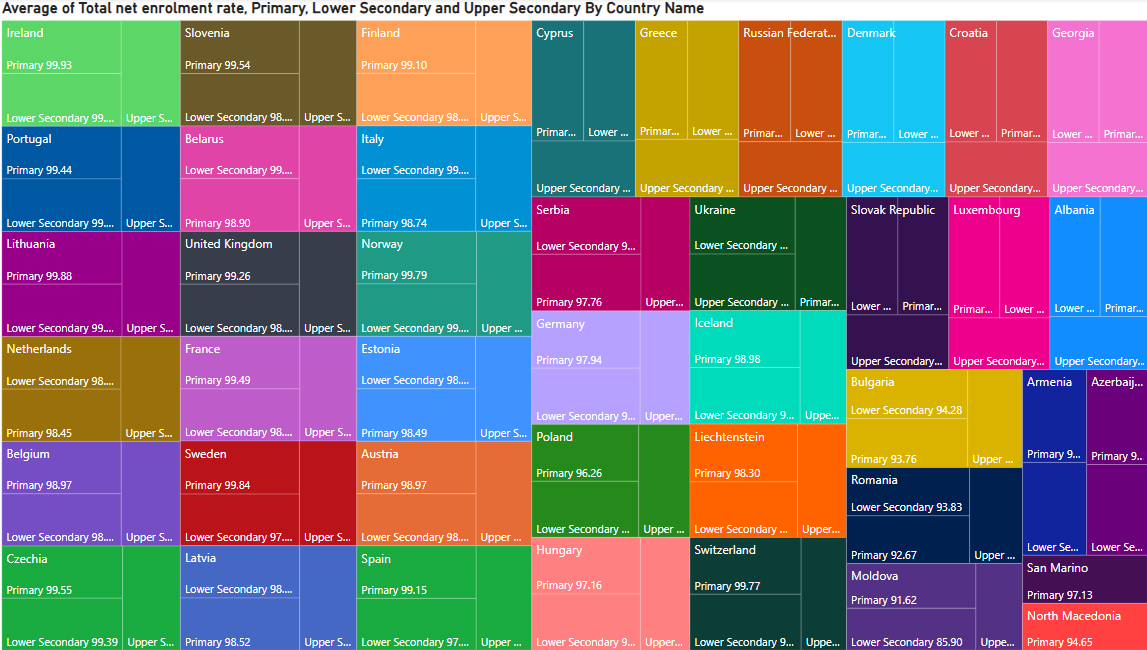 Average of Total net enrolment rate, Primary, Lower Secondary and Upper Secondary By Country Name
Ireland
Primary 99.93
Lower Secondary 99....
Upper S...
Portugal
Primary 99.44
Lower Secondary 99....
Upper S...
Lithuania
Primary 99.88
Lower Secondary 99....
Upper S...
Netherlands
Lower Secondary 98....
Primary 98.45
Upper S...
Belgium
Primary 98.97
Lower Secondary 98....
Upper S...
Czechia
Primary 99.55
Lower Secondary 99.39
Upper S...
Slovenia
Primary 99.54
Lower Secondary 98....
Upper S...
Belarus
Lower Secondary 99....
Primary 98.90
Upper S...
United Kingdom
Primary 99.26
Lower Secondary 98....
Upper S...
France
Primary 99.49
Lower Secondary 98....
Upper S...
Sweden
Primary 99.84
Lower Secondary 97....
Upper S...
Latvia
Lower Secondary 98....
Primary 98.52
Upper S...
Finland
Primary 99.10
Lower Secondary 98....
Upper S...
Italy
Lower Secondary 99....
Primary 98.74
Upper S...
Norway
Primary 99.79
Lower Secondary 99....
Upper ...
Estonia
Lower Secondary 98....
Primary 98.49
Upper S...
Austria
Primary 98.97
Lower Secondary 98....
Upper ...
Spain
Primary 99.15
Lower Secondary 97....
Upper ...
Cyprus
Primar...
Lower ...
Upper Secondary ...
Greece
Primar...
Lower ...
Upper Secondary ...
Russian Federat...
Primar...
Lower ...
Upper Secondary ...
Denmark
Primar...
Lower ...
Upper Secondary...
Croatia
Lower ...
Primar...
Upper Secondary...
Georgia
Lower ...
Primar...
Upper Secondary...
Serbia
Lower Secondary 9...
Primary 97.76
Upper...
Germany
Primary 97.94
Lower Secondary 9...
Upper...
Poland
Primary 96.26
Lower Secondary ...
Upper ...
Hungary
Primary 97.16
Lower Secondary 9...
Upper...
Ukraine
Lower Secondary ...
Upper Secondary ...
Primar...
Iceland
Primary 98.98
Lower Secondary 9...
Uppe...
Liechtenstein
Primary 98.30
Lower Secondary ...
Upper...
Switzerland
Primary 99.77
Lower Secondary 9...
Uppe...
Slovak Republic
Lower ...
Primar...
Upper Secondary...
Luxembourg
Primar...
Lower ...
Upper Secondary...
Albania
Lower ...
Primar...
Upper Secondary...
Bulgaria
Lower Secondary 94.28
Primary 93.76
Upper ...
Romania
Lower Secondary 93.83
Primary 92.67
Upper ...
Moldova
Primary 91.62
Lower Secondary 85.90
Uppe...
Armenia
Primary 9...
Lower Se...
Azerbaij...
Primary 9...
Lower Se...
San Marino
Primary 97.13
North Macedonia
Primary 94.65